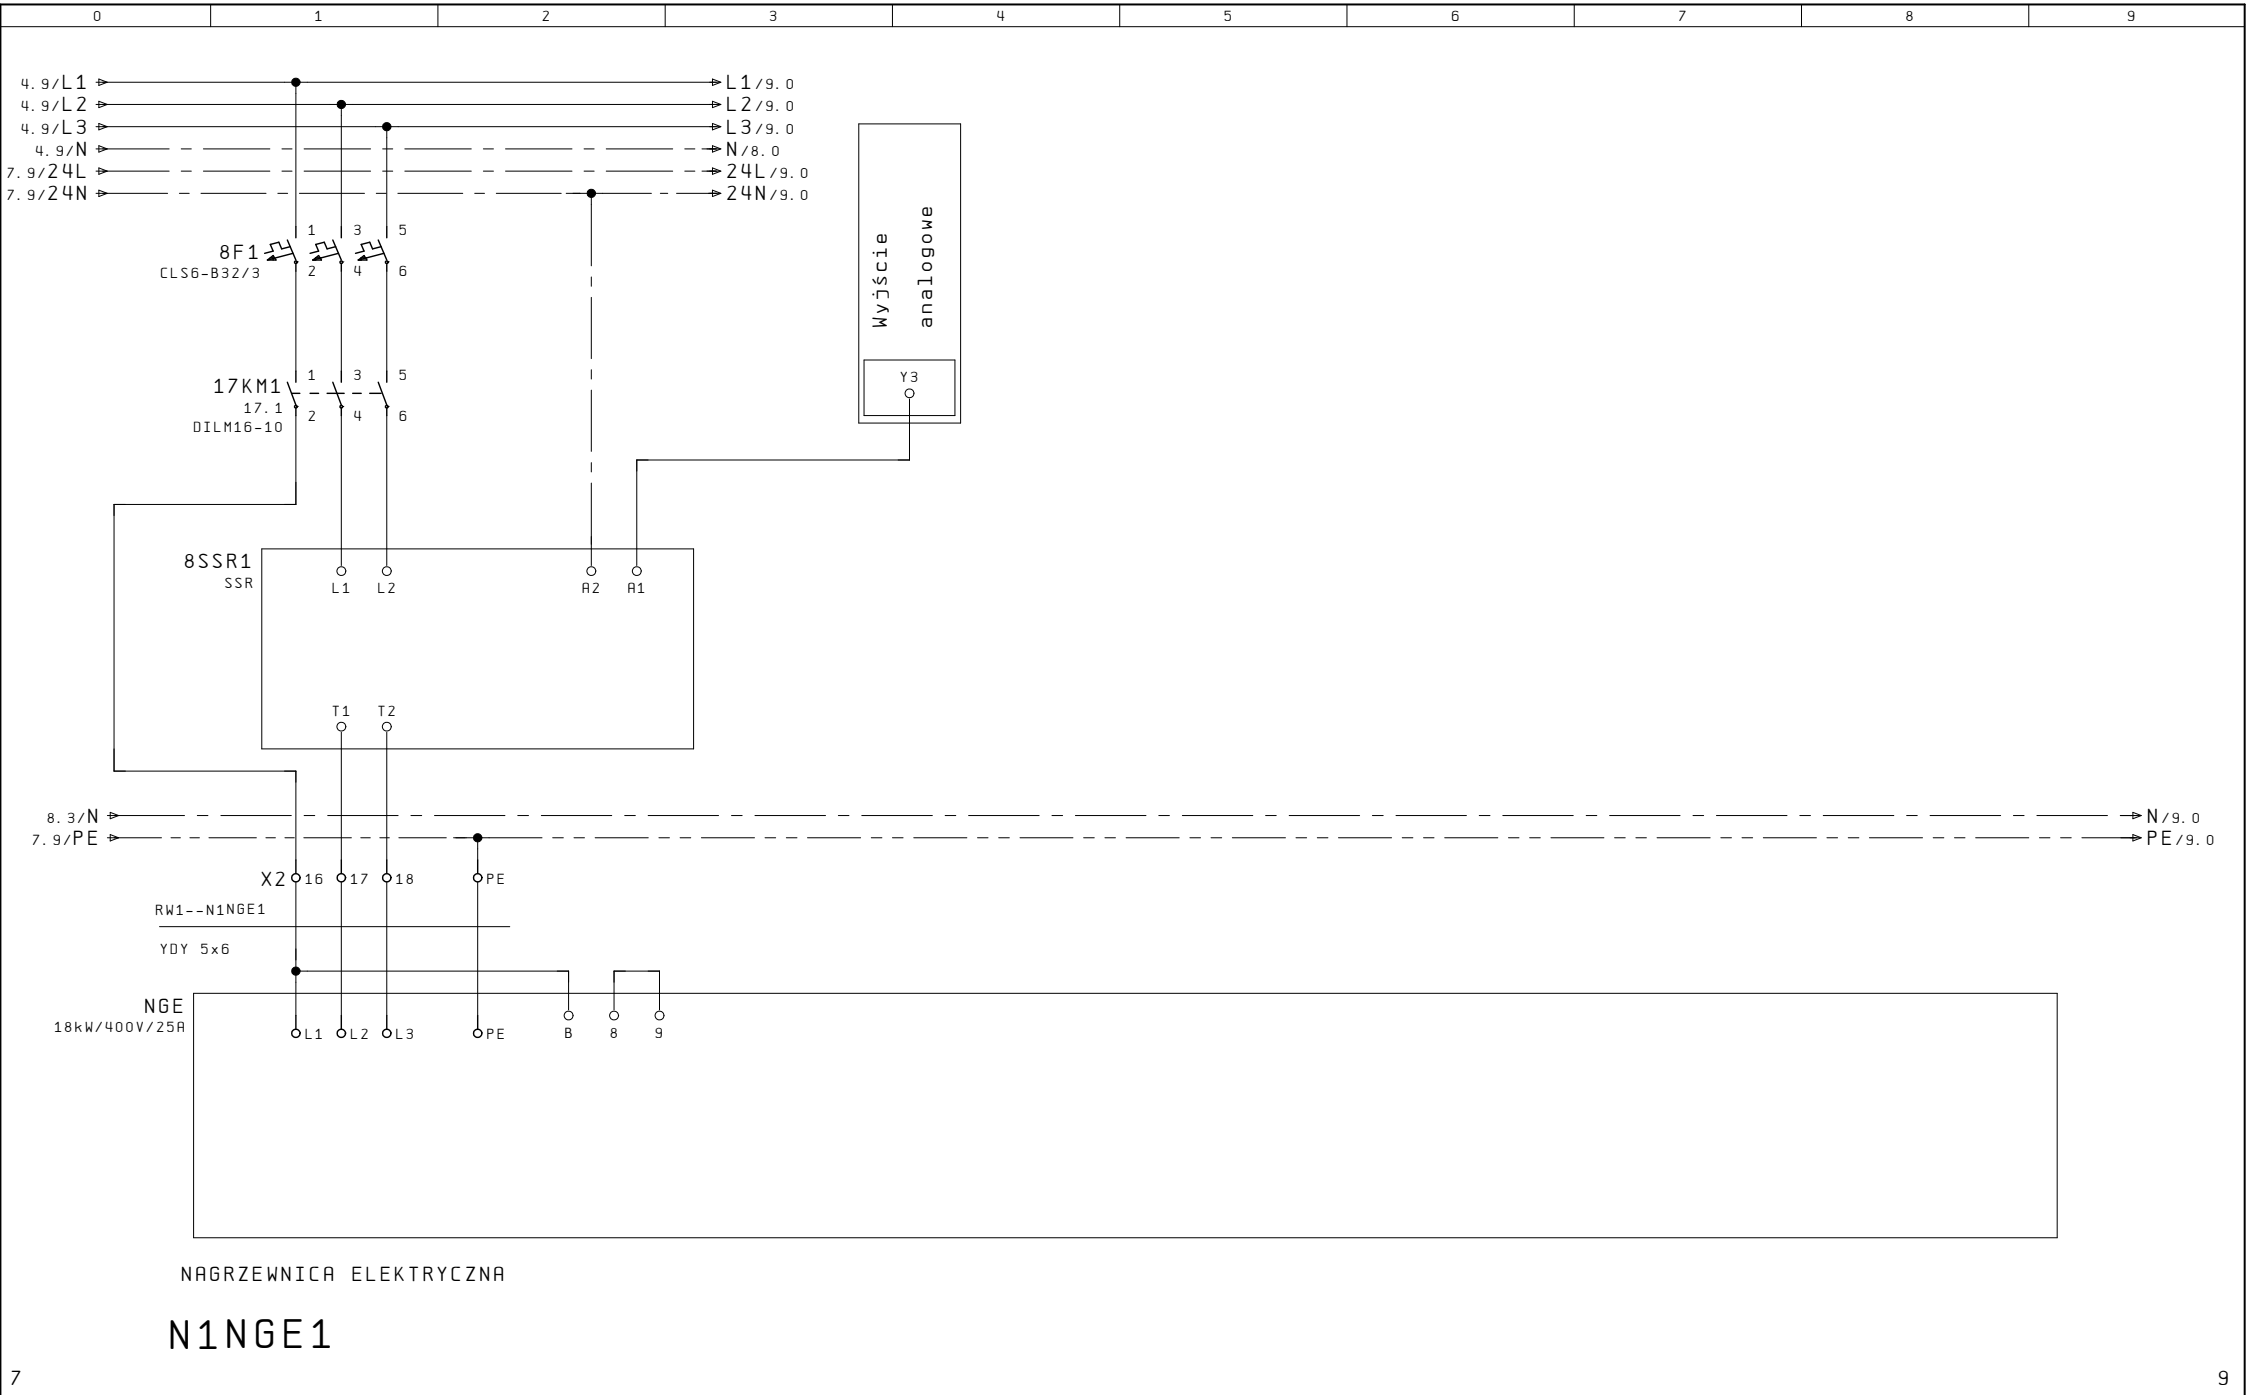 0 1 2 3 4 5 6 7 8 9
4.9/L1 L1/9.0
4.9/L2 L2/9.0
4.9/L3 L3/9.0
4.9/N N/8.0
7.9/24L 24L/9.0
7.9/24N 24N/9.0
Wyjście
analogowe
Y3
1 3 5
8F1
CLS6-B32/3
2 4 6
1 3 5
17KM1
17.1
2 4 6
DILM16-10
8SSR1
SSR
L1 L2 A2 A1
T1 T2
8.3/N N/9.0
7.9/PE PE/9.0
X2 16 17 18 PE
RW1--N1NGE1
YDY 5x6
NGE
18kW/400V/25A
L1 L2 L3 PE B 8 9
NAGRZEWNICA ELEKTRYCZNA
N1NGE1
7 9